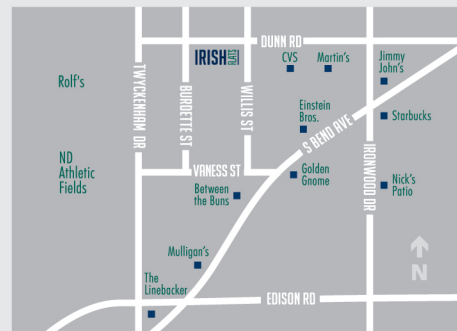 DUNN RD
IRISH FLATS
CVS
Martin's
Jimmy
John's
Rolf's
TWYCKENHAM DR
BURDETTE ST
WILLIS ST
Einstein
Bros.
S BEND AVE
Starbucks
ND
Athletic
Fields
VANESS ST
Golden
Gnome
IRONWOOD DR
Nick's
Patio
Between
the Buns
Mulligan's
N
The
Linebacker
EDISON RD